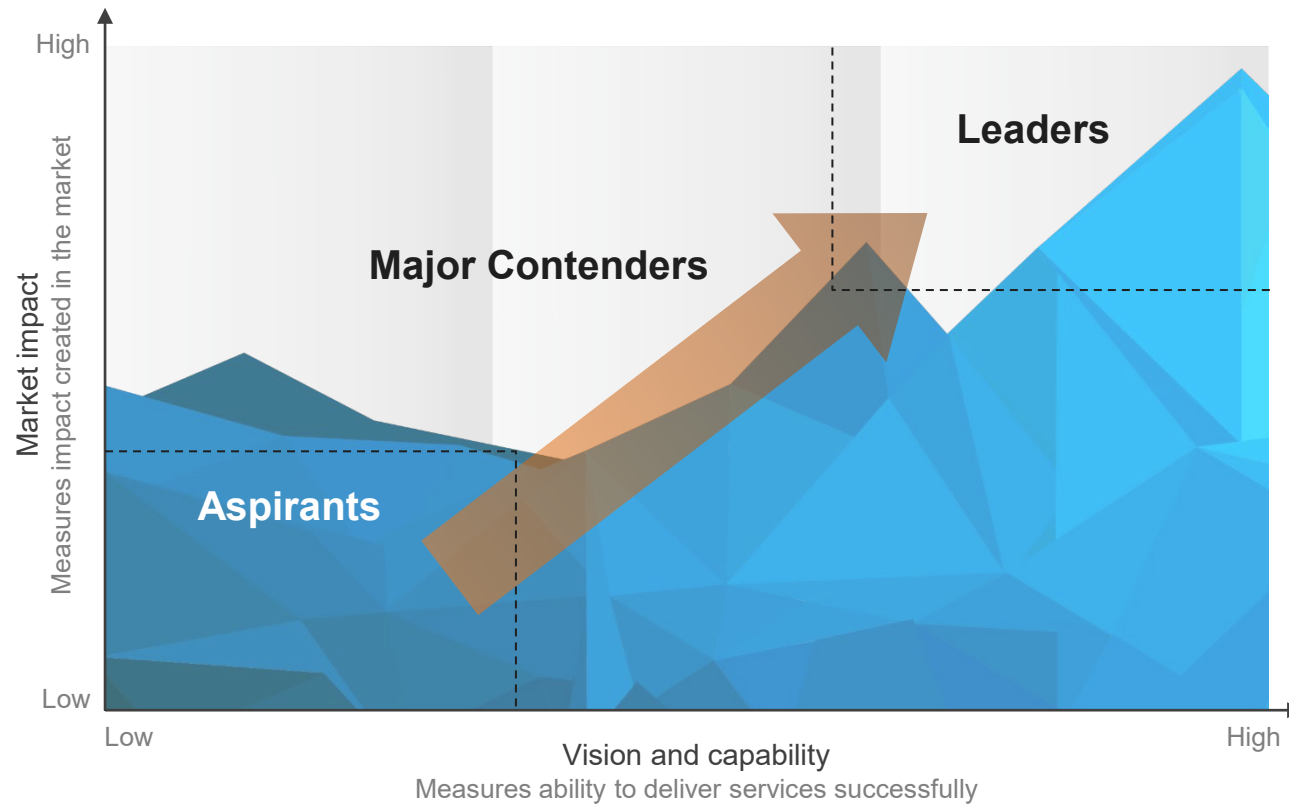 High
Leaders
Major Contenders
Market impact
Measures impact created in the market
Aspirants
Low
Low
High
Vision and capability
Measures ability to deliver services successfully